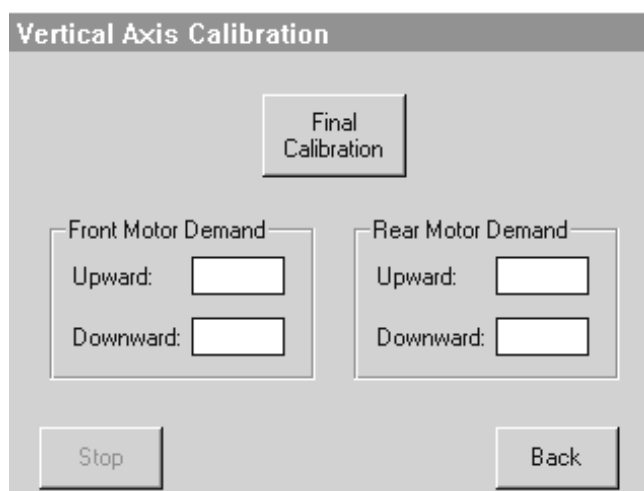 Vertical Axis Calibration
Final
Calibration
Front Motor Demand
Upward:
Downward:
Rear Motor Demand
Upward:
Downward:
Stop
Back